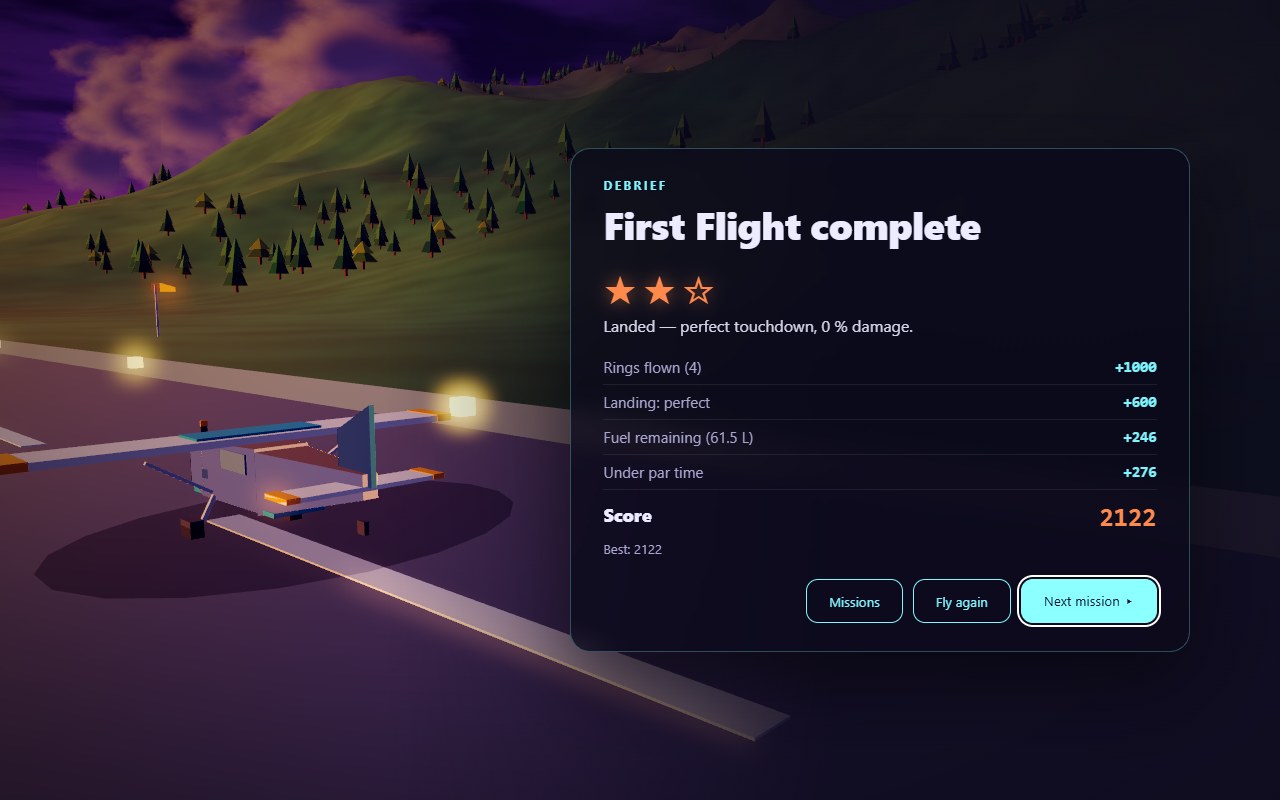 DEBRIEF
First Flight complete
★ ★ ☆
Landed — perfect touchdown, 0 % damage.
Rings flown (4) +1000
Landing: perfect +600
Fuel remaining (61.5 L) +246
Under par time +276
Score 2122
Best: 2122
Missions Fly again Next mission ▸